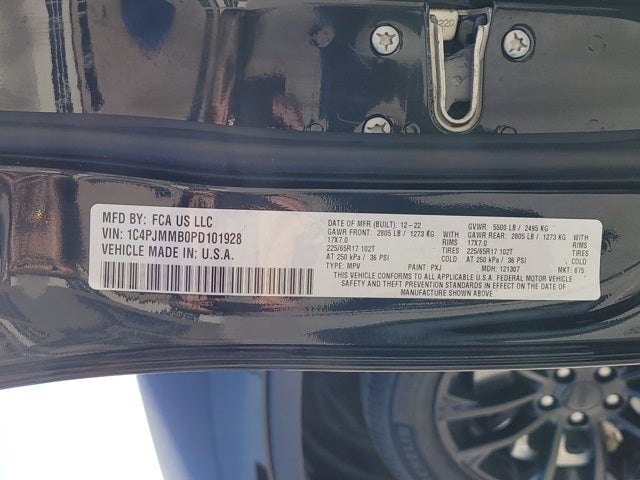 22Q
MFD BY: FCA US LLC
VIN: 1C4PJMMB0PD101928
VEHICLE MADE IN: U.S.A.
DATE OF MFR (BUILT): 12-22 GVWR: 5500 LB / 2495 KG
GAWR FRONT: 2805 LB / 1273 KG WITH GAWR REAR: 2805 LB / 1273 KG WITH
17X7.0 RIMS 17X7.0 RIMS
225/65R17 102T TIRES 225/65R17 102T TIRES
AT 250 kPa / 36 PSI COLD AT 250 kPa / 36 PSI COLD
TYPE: MPV PAINT: PXJ MDH: 121307 MKT: 875
THIS VEHICLE CONFORMS TO ALL APPLICABLE U.S.A. FEDERAL MOTOR VEHICLE
SAFETY AND THEFT PREVENTION STANDARDS IN EFFECT ON THE DATE OF
MANUFACTURE SHOWN ABOVE